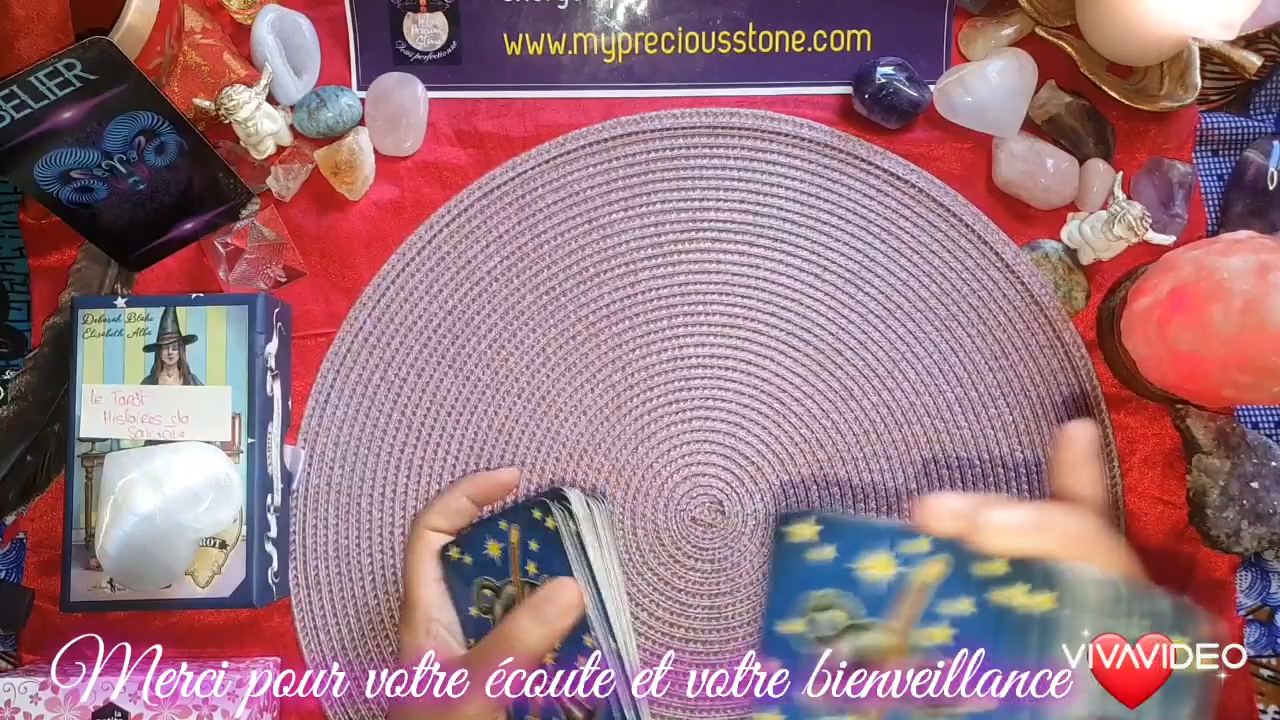 www.mypreciousstone.com
BELIER
Deborah Blake
Elisabeth Alba
Le Tarot
Histoires de
Sorcière
Merci pour votre écoute et votre bienveillance
VIVAVIDEO